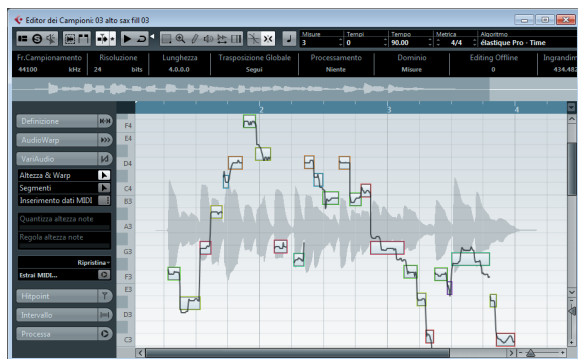 Editor dei Campioni: 03 alto sax fill 03
Misure Tempi Tempo Metrica Algoritmo
3 0 90.00 4/4 élastique Pro - Time
Fr.Campionamento Risoluzione Lunghezza Trasposizione Globale Processamento Dominio Editing Offline Ingrandim
44100 kHz 24 bits 4.0.0.0 Segui Niente Misure 0 434.482
2 3 4
Definizione
AudioWarp
VariAudio
Altezza & Warp
Segmenti
Inserimento dati MIDI
Quantizza altezza note
Regola altezza note
Ripristina
Estrai MIDI...
Hitpoint
Intervallo
Processa
F4
E4
D4
C4
B3
A3
G3
F3
E3
D3
C3